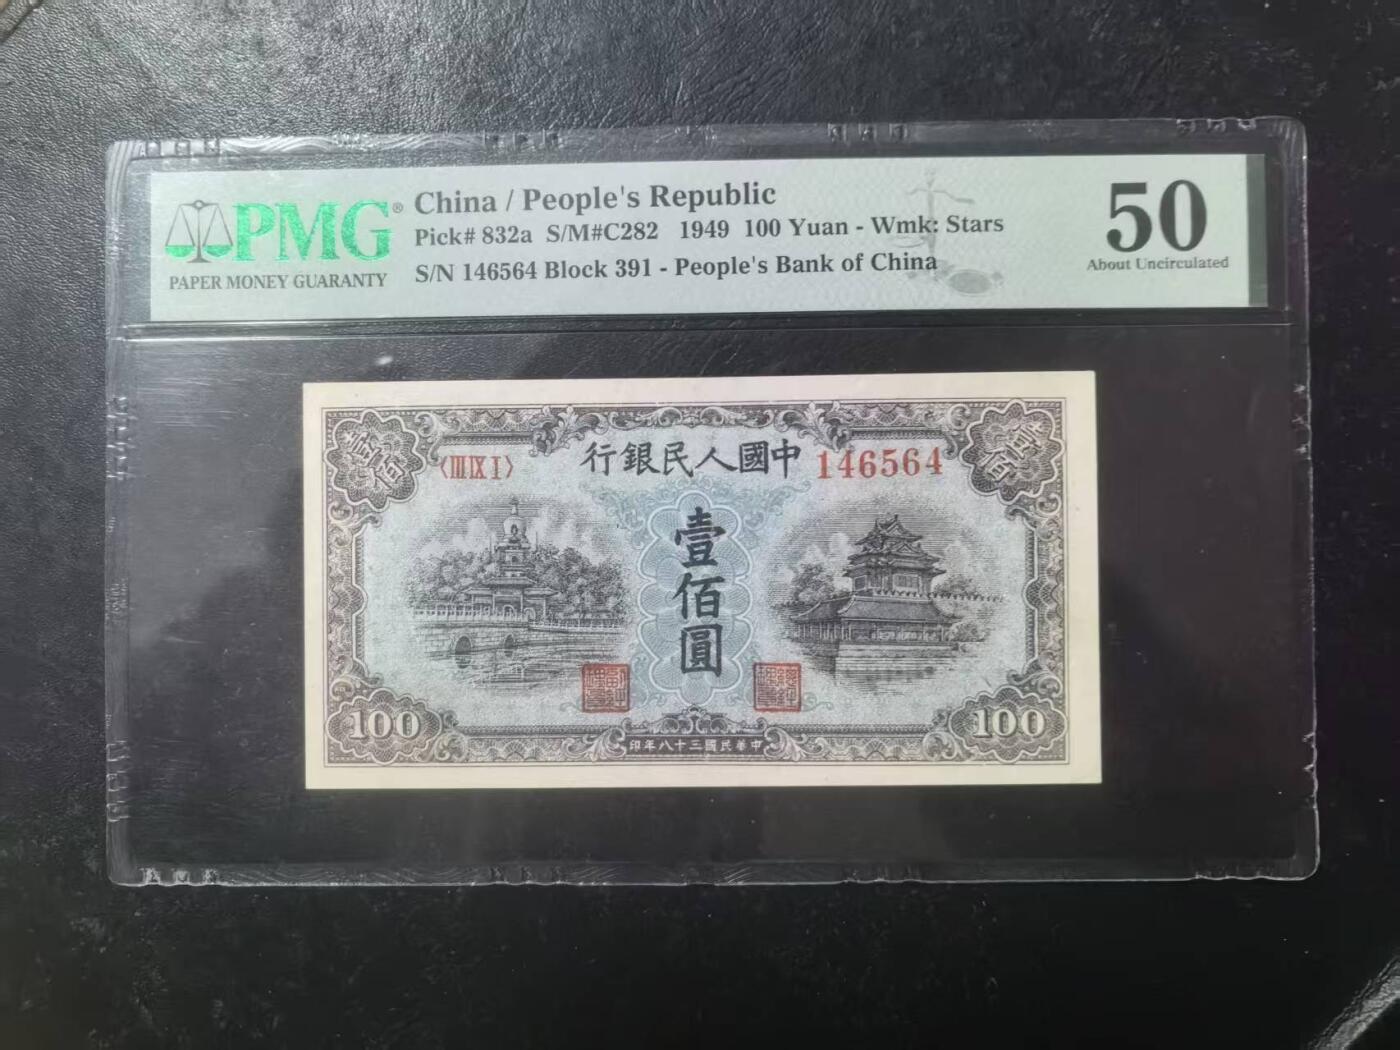 PMG®
PAPER MONEY GUARANTY
China / People's Republic
Pick# 832a S/M#C282 1949 100 Yuan - Wmk: Stars
S/N 146564 Block 391 - People's Bank of China
50
About Uncirculated
壹佰
壹佰
〈III IX I〉
行銀民人國中
146564
壹佰圓
100
100
印年八十三國民華中